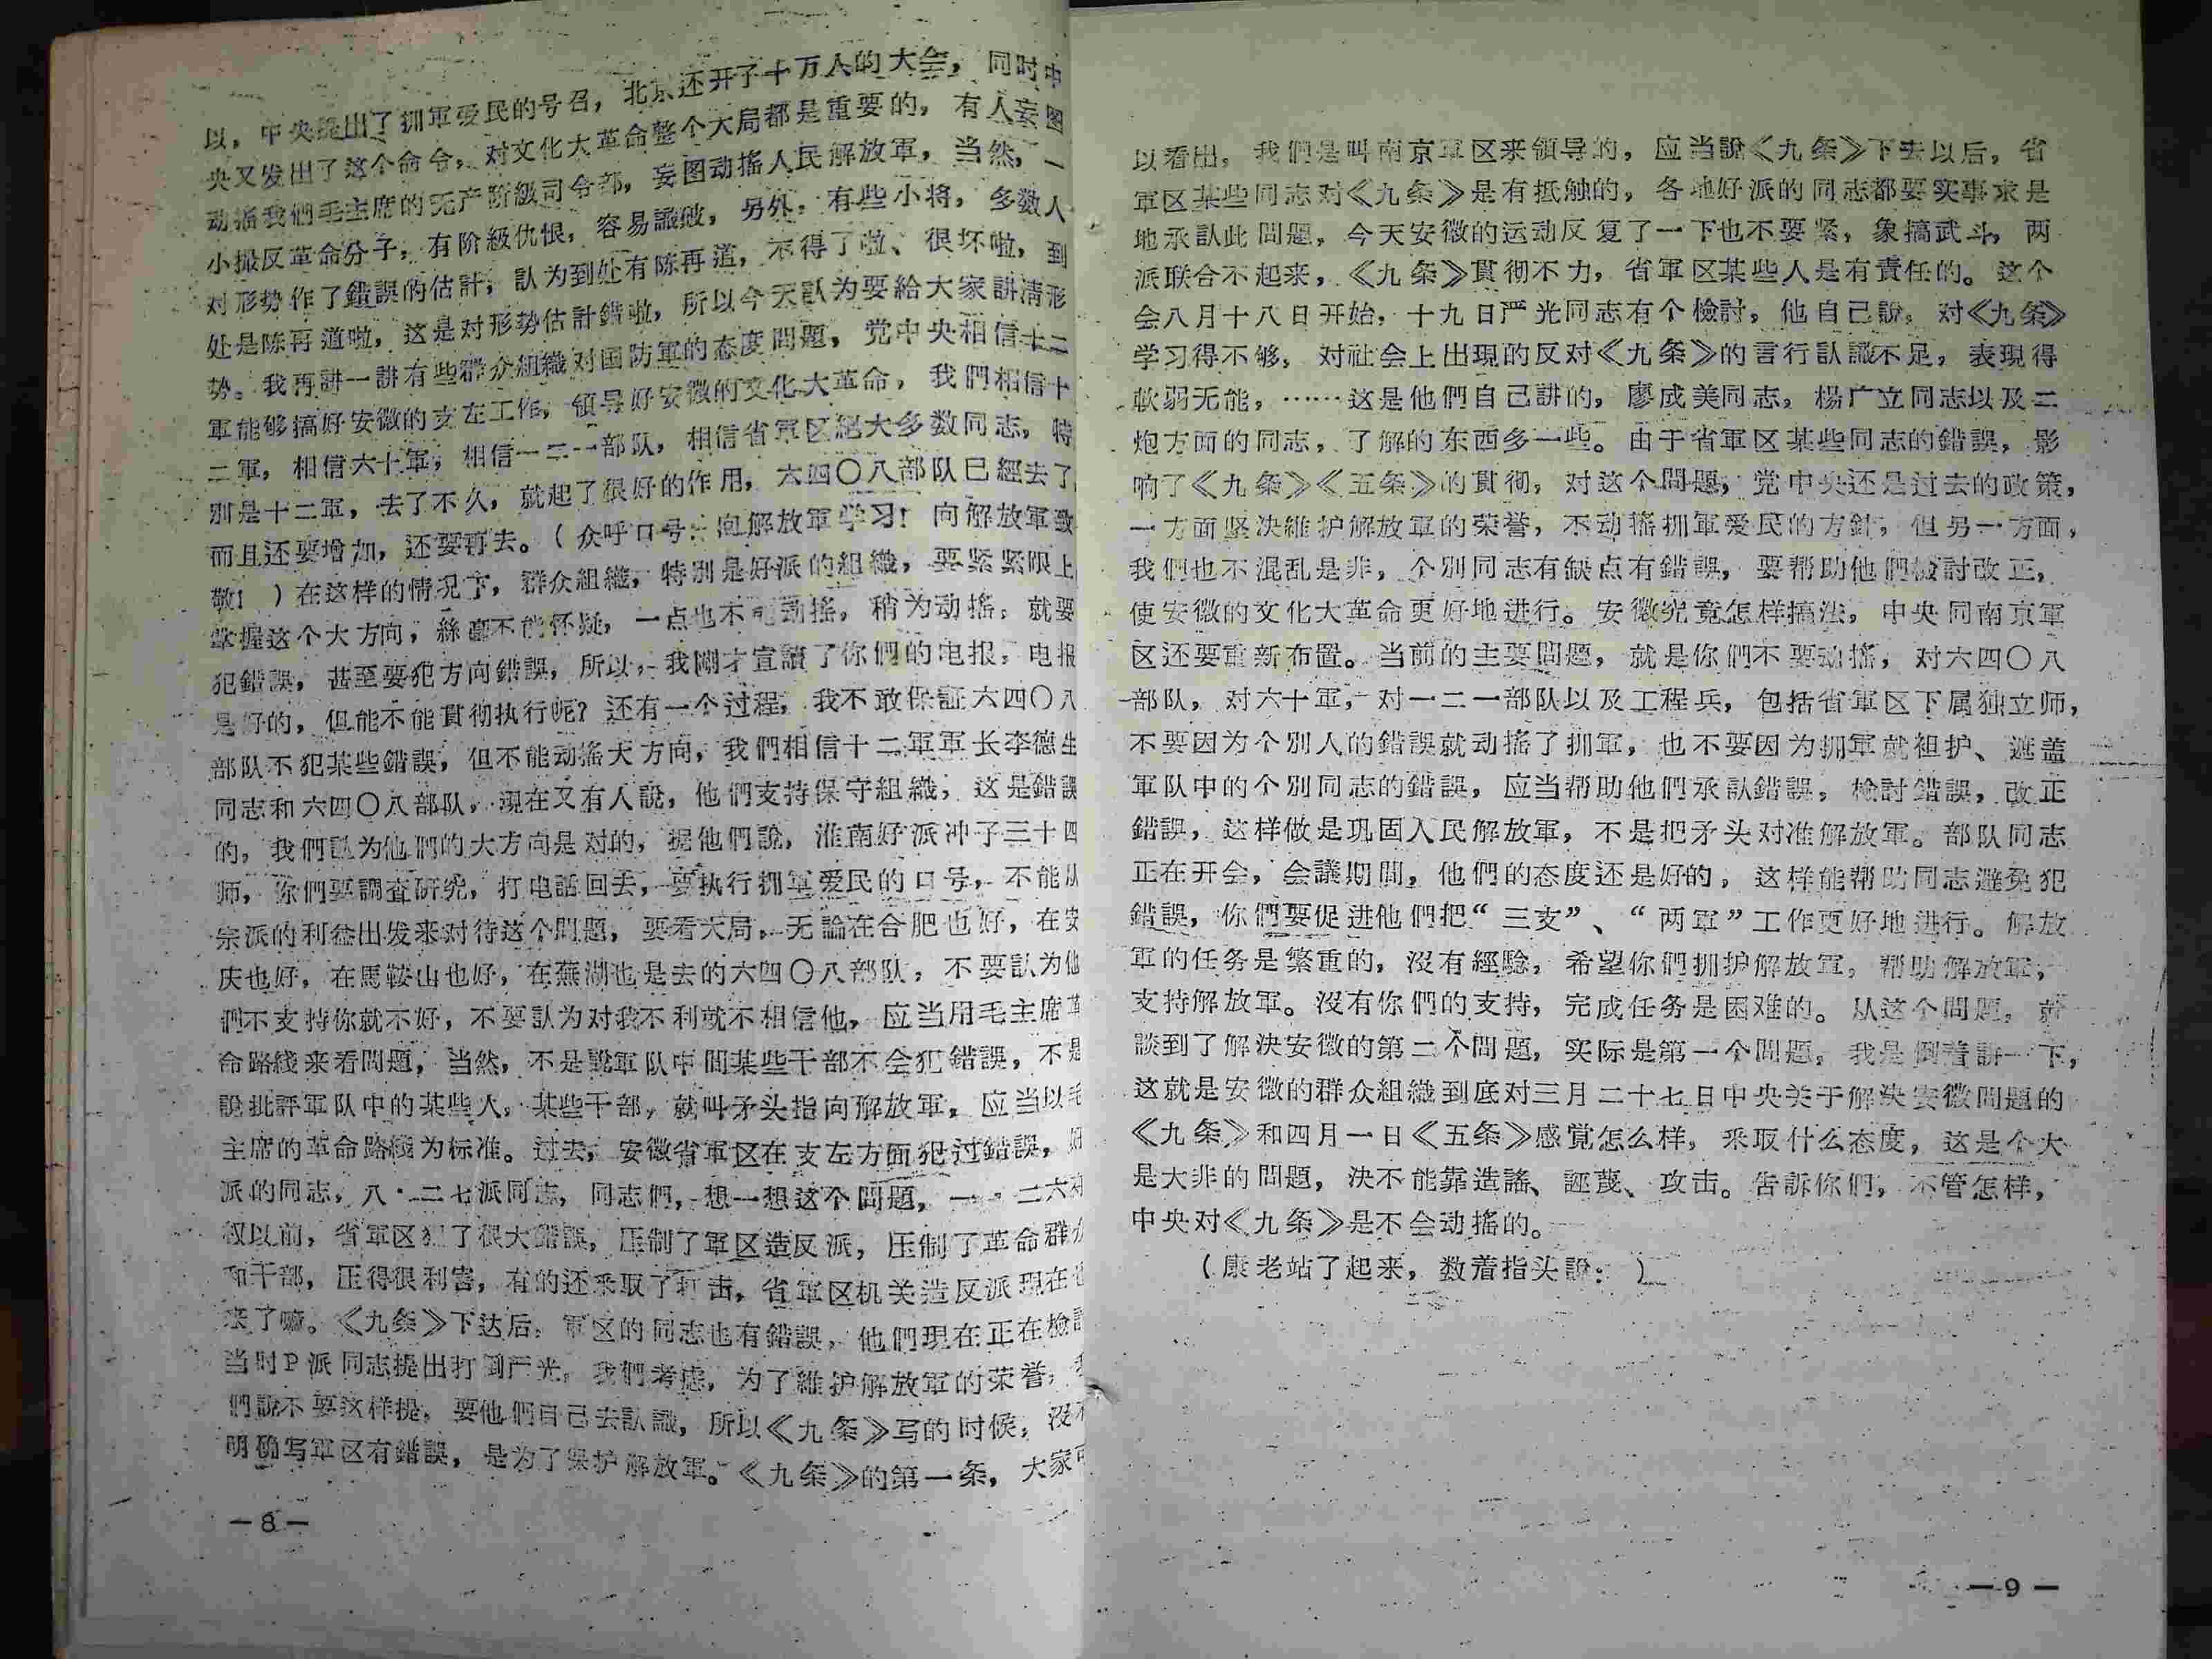 以，中央提出了拥軍爱民的号召，北京还开了十万人的大会，同时中
央又发出了这个命令，对文化大革命整个大局都是重要的，有人妄图
动搖我們毛主席的无产阶級司令部，妄图动搖人民解放軍，当然，一
小撮反革命分子，有阶級仇恨，容易識破，另外，有些小将，多数人
对形势作了錯誤的估計，認为到处有陈再道，不得了啦、很坏啦，到
处是陈再道啦，这是对形势估計錯啦，所以今天認为要給大家講清形
势。我再講一講有些群众組織对国防軍的态度問題，党中央相信十二
軍能够搞好安徽的支左工作，領导好安徽的文化大革命，我們相信十
二軍，相信六十軍，相信一二一部队，相信省軍区絕大多数同志，特
別是十二軍，去了不久，就起了很好的作用，六四〇八部队已經去了
而且还要增加，还要再去。（众呼口号：向解放軍学习！向解放軍致
敬！）在这样的情况下，群众組織，特別是好派的組織，要紧紧眼上
掌握这个大方向，絲毫不能怀疑，一点也不动搖，稍为动搖，就要
犯錯誤，甚至要犯方向錯誤，所以，我剛才宣讀了你們的电报，电报
是好的，但能不能貫彻执行呢？还有一个过程，我不敢保証六四〇八
部队不犯某些錯誤，但不能动搖大方向，我們相信十二軍軍长李德生
同志和六四〇八部队，現在又有人說，他們支持保守組織，这是錯誤
的，我們認为他們的大方向是对的，据他們說，淮南好派冲了三十四
师，你們要調查研究，打电話回去，要执行拥軍爱民的口号，不能从
宗派的利益出发来对待这个問題，要看大局，无論在合肥也好，在安
庆也好，在馬鞍山也好，在蕪湖也是去的六四〇八部队，不要認为他
們不支持你就不好，不要認为对我不利就不相信他，应当用毛主席革
命路綫来看問題，当然，不是說軍队中間某些干部不会犯錯誤，不是
說批評軍队中的某些人，某些干部，就叫矛头指向解放軍，应当以毛
主席的革命路綫为标准。过去，安徽省軍区在支左方面犯过錯誤，好
派的同志，八·二七派同志，同志們，想一想这个問題，一·二六夺
权以前，省軍区犯了很大錯誤，压制了軍区造反派，压制了革命群众
和干部，压得很利害，有的还采取了打击，省軍区机关造反派現在也
来了嘛。《九条》下达后，軍区的同志也有錯誤，他們現在正在檢討
当时P派同志提出打倒严光，我們考虑，为了維护解放軍的荣誉，我
們說不要这样提，要他們自己去認識，所以《九条》写的时候，没有
明确写軍区有錯誤，是为了保护解放軍。《九条》的第一条，大家可
—8—
以看出，我們是叫南京軍区来領导的，应当說《九条》下去以后，省
軍区某些同志对《九条》是有抵触的，各地好派的同志都要实事求是
地承認此問題，今天安徽的运动反复了一下也不要紧，象搞武斗，两
派联合不起来，《九条》貫彻不力，省軍区某些人是有責任的。这个
会八月十八日开始，十九日严光同志有个檢討，他自己說，对《九条》
学习得不够，对社会上出現的反对《九条》的言行認識不足，表現得
軟弱无能，……这是他們自己講的，廖成美同志，楊广立同志以及二
炮方面的同志，了解的东西多一些。由于省軍区某些同志的錯誤，影
响了《九条》《五条》的貫彻，对这个問題，党中央还是过去的政策，
一方面坚决維护解放軍的荣誉，不动搖拥軍爱民的方針，但另一方面，
我們也不混乱是非，个別同志有缺点有錯誤，要帮助他們檢討改正，
使安徽的文化大革命更好地进行。安徽究竟怎样搞法，中央同南京軍
区还要重新布置。当前的主要問題，就是你們不要动搖，对六四〇八
部队，对六十軍，对一二一部队以及工程兵，包括省軍区下属独立师，
不要因为个別人的錯誤就动搖了拥軍，也不要因为拥軍就袒护、遮盖
軍队中的个別同志的錯誤，应当帮助他們承認錯誤，檢討錯誤，改正
錯誤，这样做是巩固人民解放軍，不是把矛头对准解放軍。部队同志
正在开会，会議期間，他們的态度还是好的，这样能帮助同志避免犯
錯誤，你們要促进他們把“三支”、“两軍”工作更好地进行。解放
軍的任务是繁重的，沒有經驗，希望你們拥护解放軍，帮助解放軍，
支持解放軍。沒有你們的支持，完成任务是困难的。从这个問題，就
談到了解决安徽的第二个問題，实际是第一个問題，我是倒着講一下，
这就是安徽的群众組織到底对三月二十七日中央关于解决安徽問題的
《九条》和四月一日《五条》感覚怎么样，采取什么态度，这是个大
是大非的問題，决不能靠造謠、誣蔑、攻击。告訴你們，不管怎样，
中央对《九条》是不会动搖的。
（康老站了起来，数着指头說：）
—9—